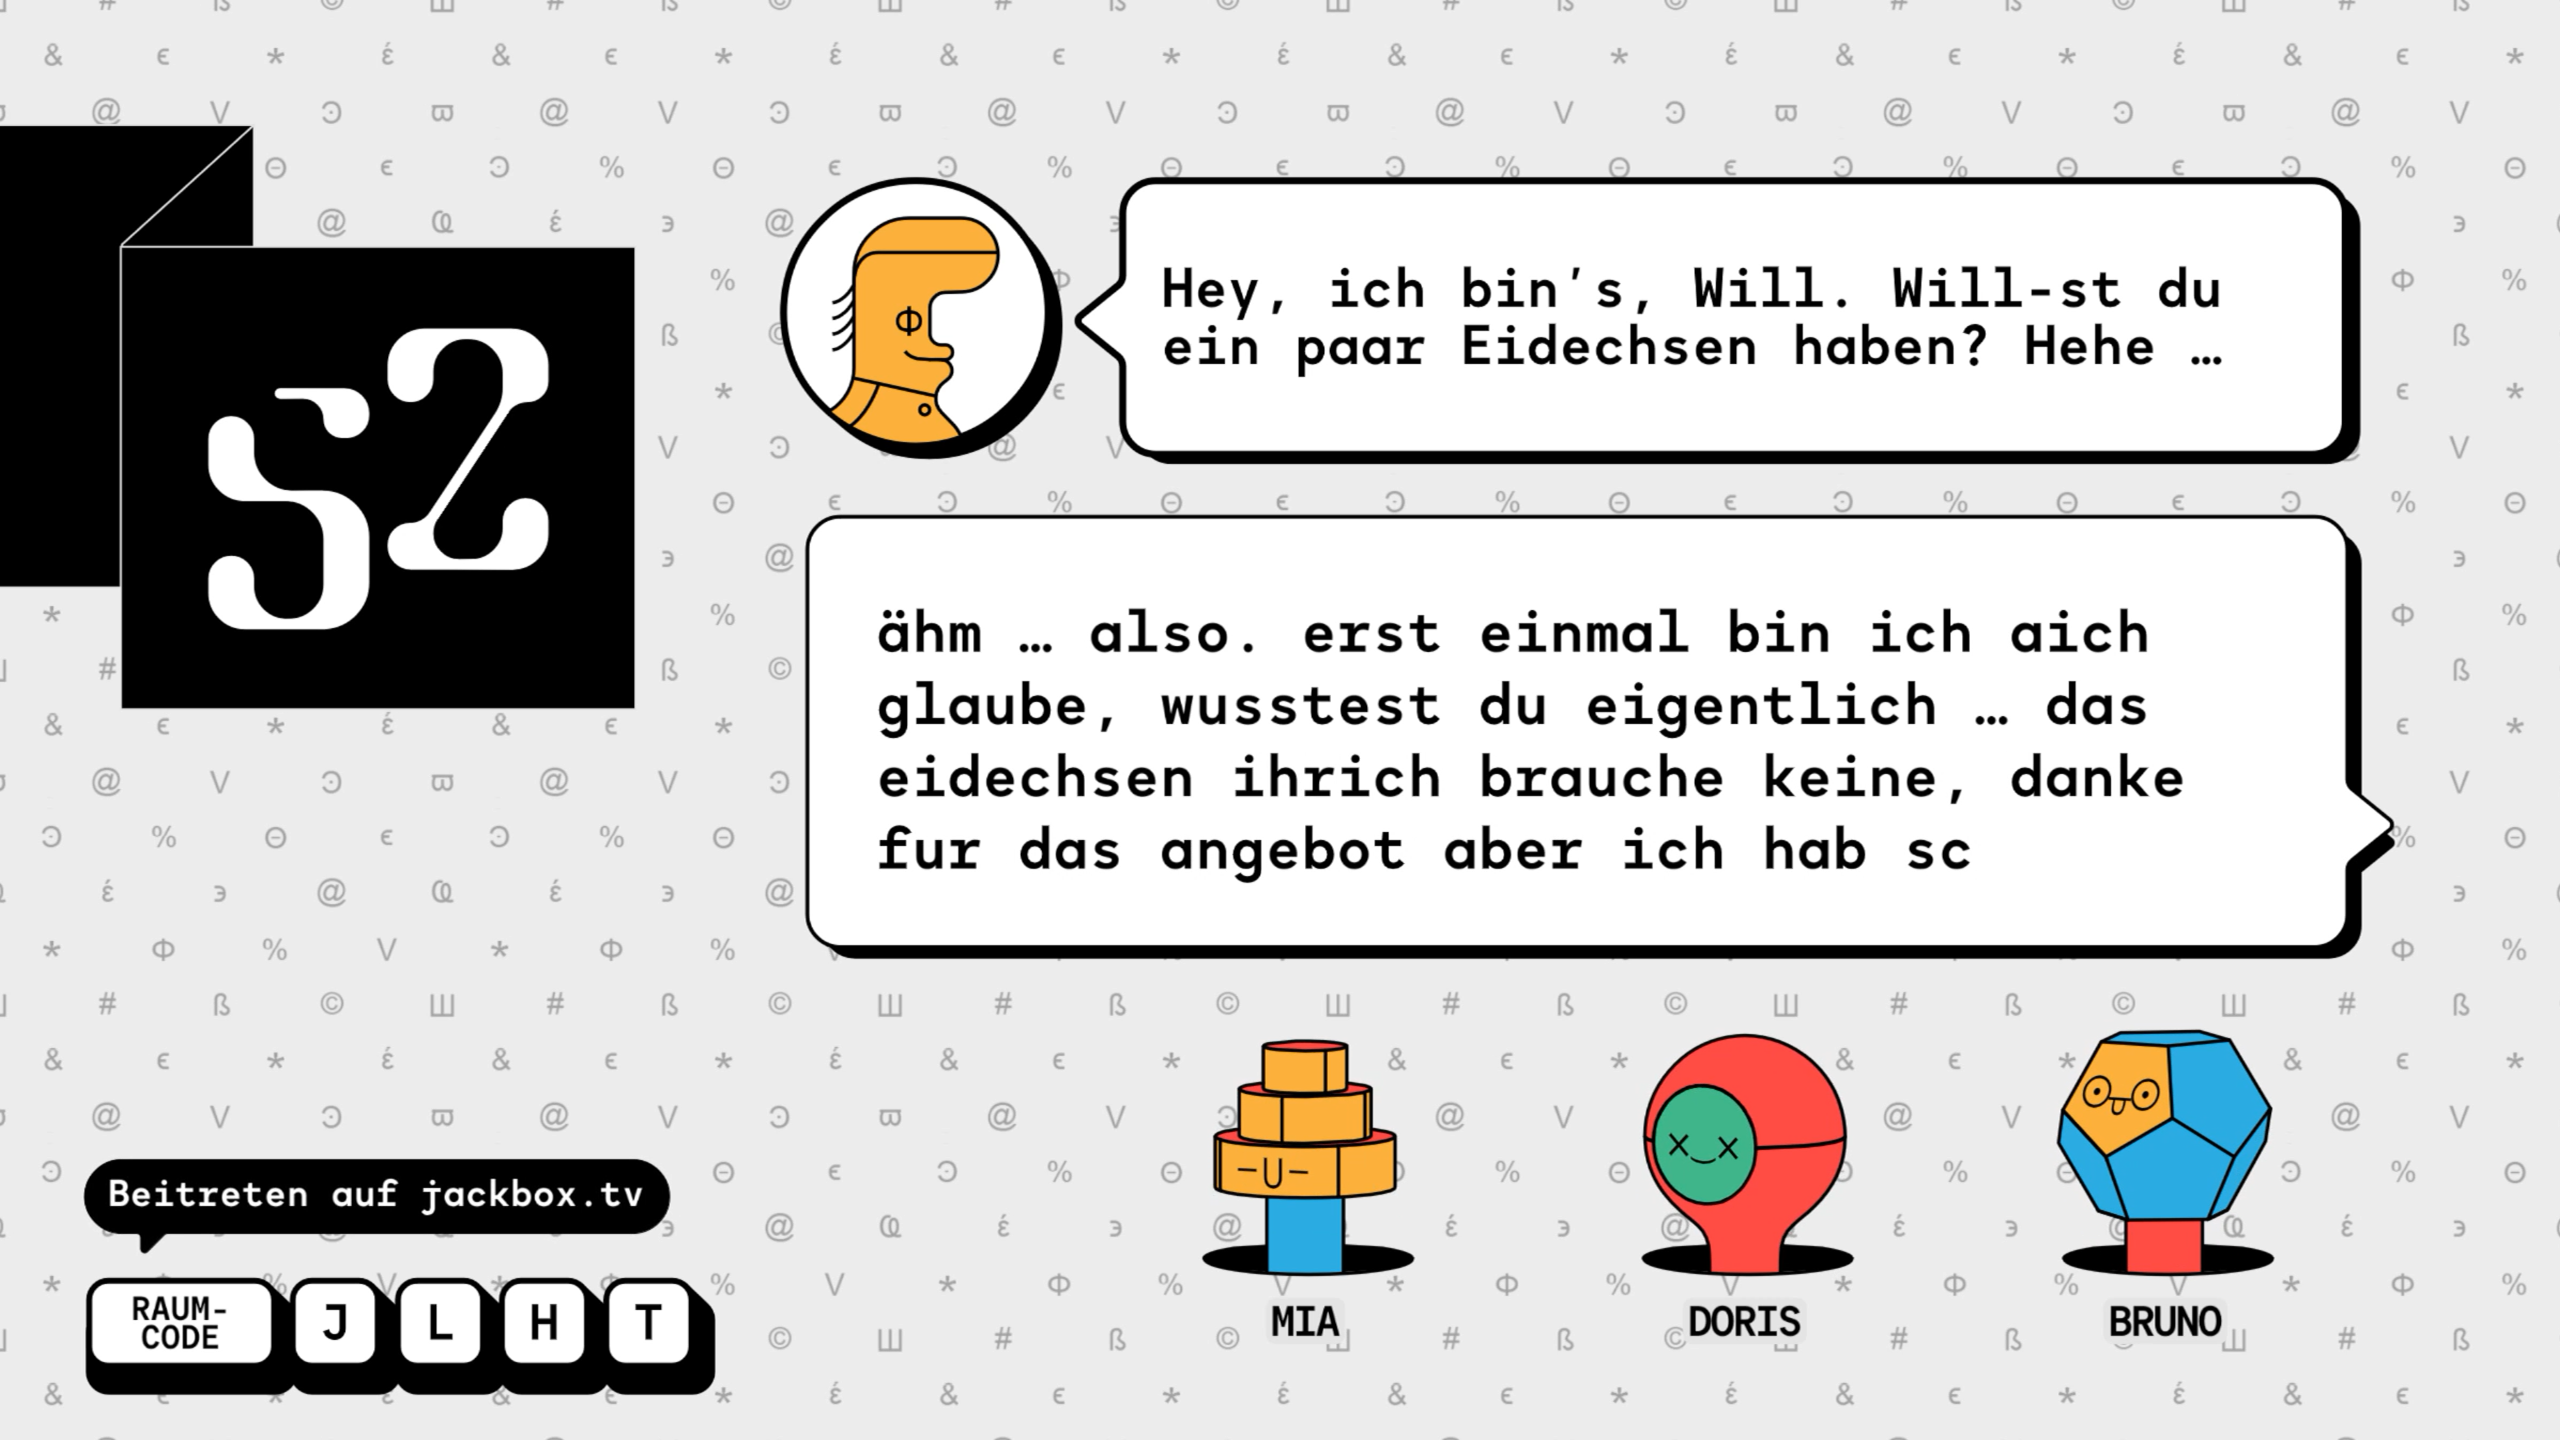 52
Hey, ich bin's, Will. Will-st du
ein paar Eidechsen haben? Hehe …
ähm … also. erst einmal bin ich aich
glaube, wusstest du eigentlich … das
eidechsen ihrich brauche keine, danke
fur das angebot aber ich hab sc
Beitreten auf jackbox.tv
RAUM-
CODE
J L H T
MIA
DORIS
BRUNO